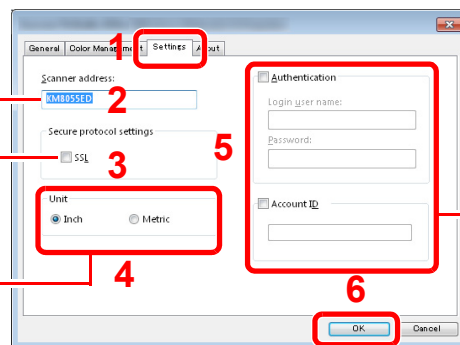 General Color Management Settings About
1
Scanner address:
KM8055ED
2
Secure protocol settings
SSL
3
Unit
Inch Metric
4
5
Authentication
Login user name:
Password:
Account ID
6
OK Cancel